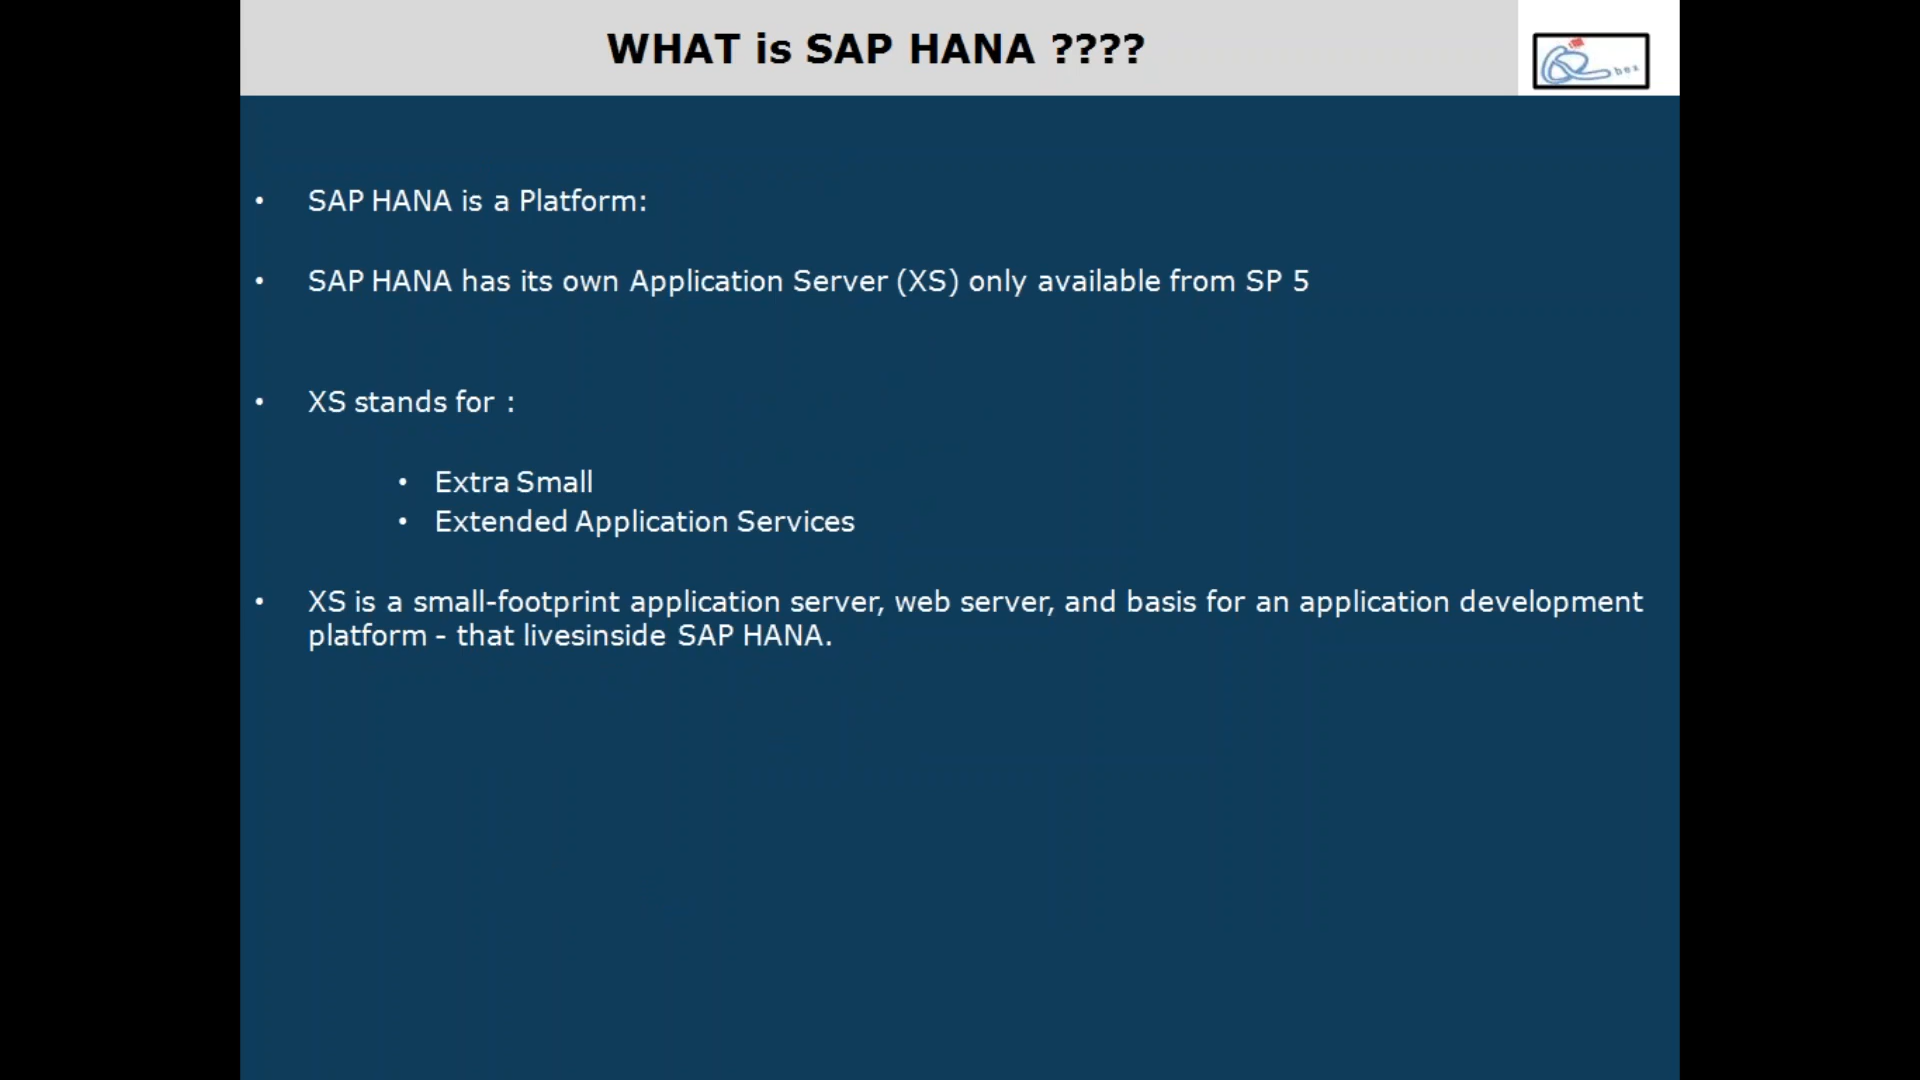 WHAT is SAP HANA ????
box
• SAP HANA is a Platform:
• SAP HANA has its own Application Server (XS) only available from SP 5
• XS stands for :
• Extra Small
• Extended Application Services
• XS is a small-footprint application server, web server, and basis for an application development
platform - that livesinside SAP HANA.